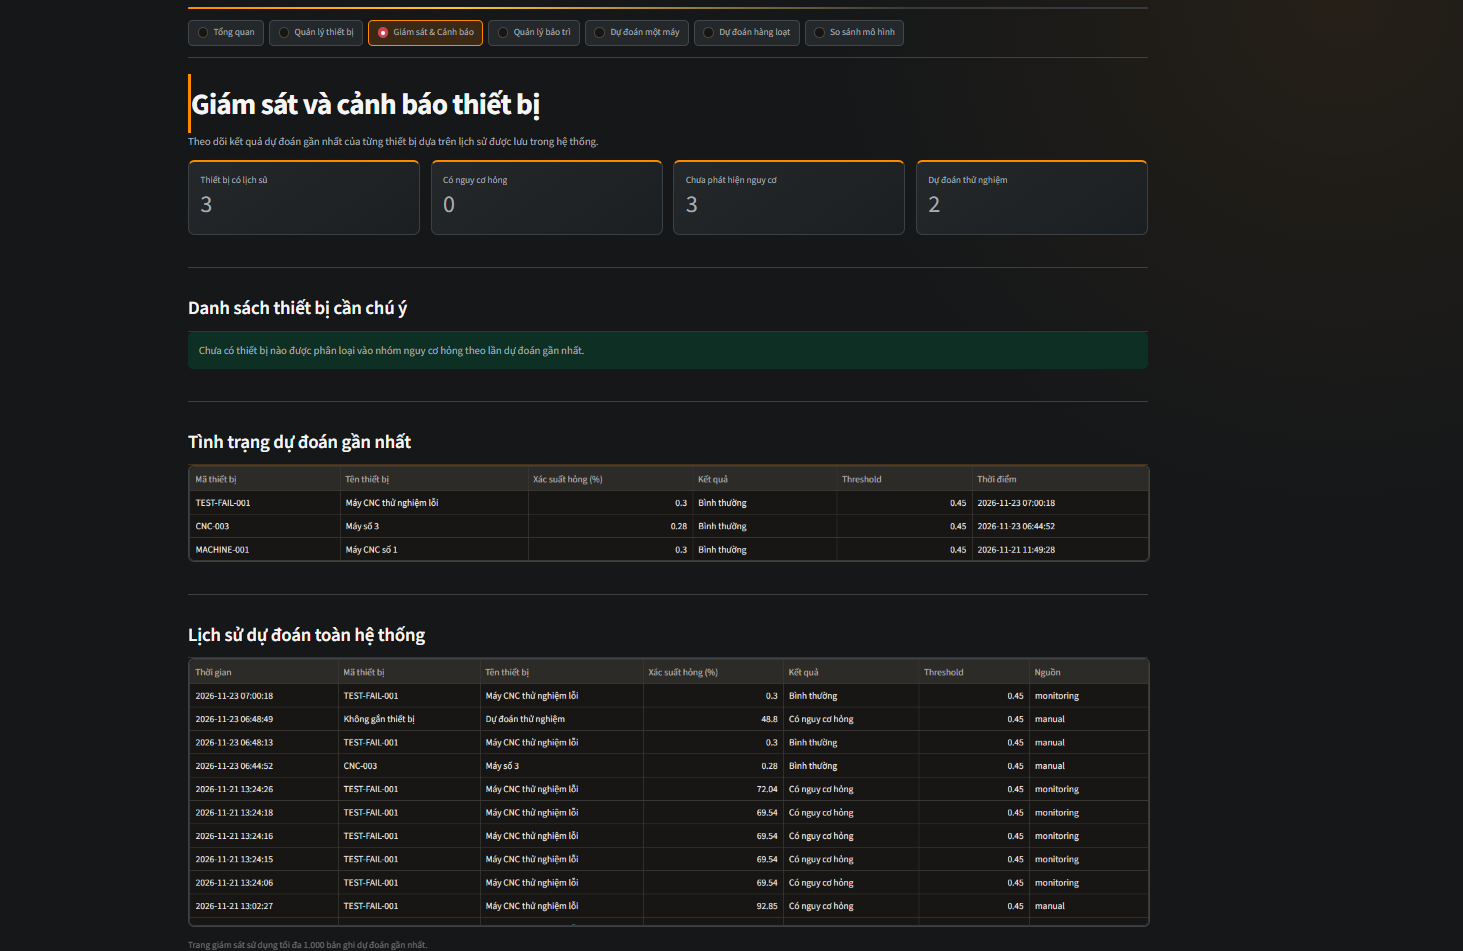 Tổng quan Quản lý thiết bị Giám sát & Cảnh báo Quản lý bảo trì Dự đoán một máy Dự đoán hàng loạt So sánh mô hình
Giám sát và cảnh báo thiết bị
Theo dõi kết quả dự đoán gần nhất của từng thiết bị dựa trên lịch sử được lưu trong hệ thống.
Thiết bị có lịch sử Có nguy cơ hỏng Chưa phát hiện nguy cơ Dự đoán thử nghiệm
3 0 3 2
Danh sách thiết bị cần chú ý
Chưa có thiết bị nào được phân loại vào nhóm nguy cơ hỏng theo lần dự đoán gần nhất.
Tình trạng dự đoán gần nhất
Mã thiết bị Tên thiết bị Xác suất hỏng (%) Kết quả Threshold Thời điểm
TEST-FAIL-001 Máy CNC thử nghiệm lỗi 0.3 Bình thường 0.45 2026-11-23 07:00:18
CNC-003 Máy số 3 0.28 Bình thường 0.45 2026-11-23 06:44:52
MACHINE-001 Máy CNC số 1 0.3 Bình thường 0.45 2026-11-21 11:49:28
Lịch sử dự đoán toàn hệ thống
Thời gian Mã thiết bị Tên thiết bị Xác suất hỏng (%) Kết quả Threshold Nguồn
2026-11-23 07:00:18 TEST-FAIL-001 Máy CNC thử nghiệm lỗi 0.3 Bình thường 0.45 monitoring
2026-11-23 06:48:49 Không gắn thiết bị Dự đoán thử nghiệm 48.8 Có nguy cơ hỏng 0.45 manual
2026-11-23 06:48:13 TEST-FAIL-001 Máy CNC thử nghiệm lỗi 0.3 Bình thường 0.45 manual
2026-11-23 06:44:52 CNC-003 Máy số 3 0.28 Bình thường 0.45 manual
2026-11-21 13:24:26 TEST-FAIL-001 Máy CNC thử nghiệm lỗi 72.04 Có nguy cơ hỏng 0.45 monitoring
2026-11-21 13:24:18 TEST-FAIL-001 Máy CNC thử nghiệm lỗi 69.54 Có nguy cơ hỏng 0.45 monitoring
2026-11-21 13:24:16 TEST-FAIL-001 Máy CNC thử nghiệm lỗi 69.54 Có nguy cơ hỏng 0.45 monitoring
2026-11-21 13:24:15 TEST-FAIL-001 Máy CNC thử nghiệm lỗi 69.54 Có nguy cơ hỏng 0.45 monitoring
2026-11-21 13:24:06 TEST-FAIL-001 Máy CNC thử nghiệm lỗi 69.54 Có nguy cơ hỏng 0.45 monitoring
2026-11-21 13:02:27 TEST-FAIL-001 Máy CNC thử nghiệm lỗi 92.85 Có nguy cơ hỏng 0.45 manual
Trang giám sát sử dụng tối đa 1.000 bản ghi dự đoán gần nhất.